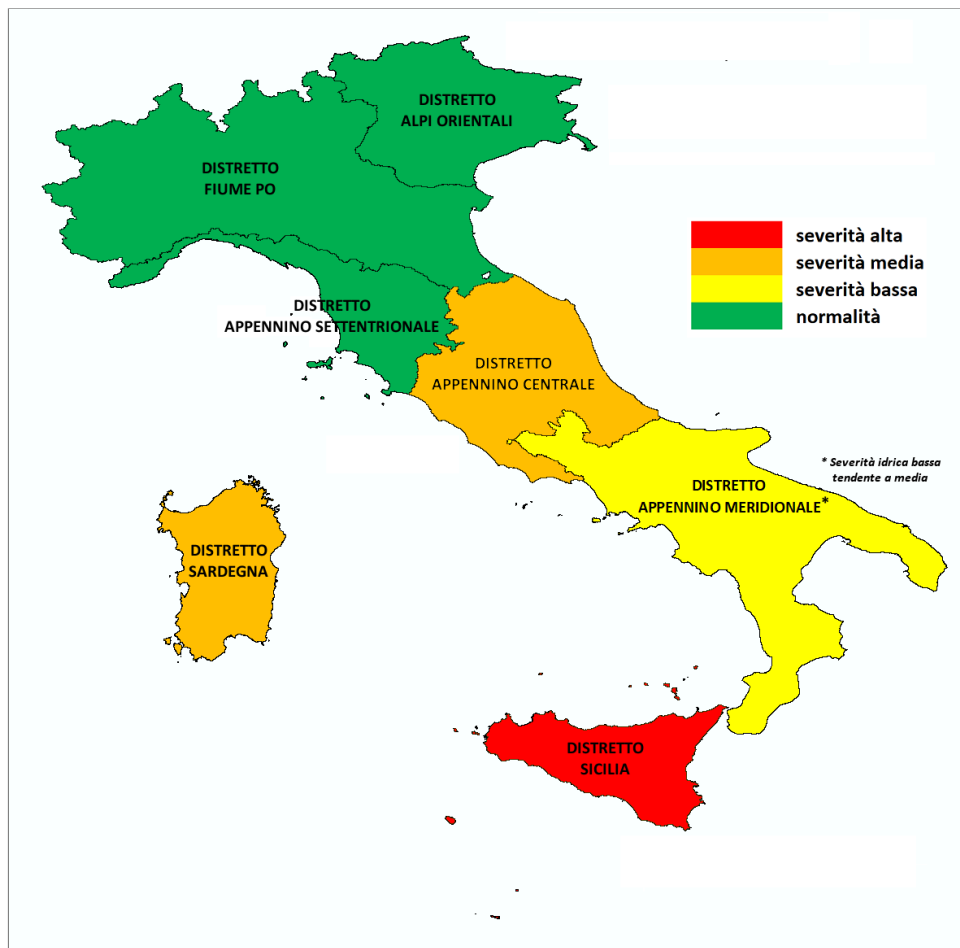 DISTRETTO
ALPI ORIENTALI
DISTRETTO
FIUME PO
severità alta
severità media
severità bassa
normalità
DISTRETTO
APPENNINO SETTENTRIONALE
DISTRETTO
APPENNINO CENTRALE
* Severità idrica bassa
tendente a media
DISTRETTO
APPENNINO MERIDIONALE*
DISTRETTO
SARDEGNA
DISTRETTO
SICILIA